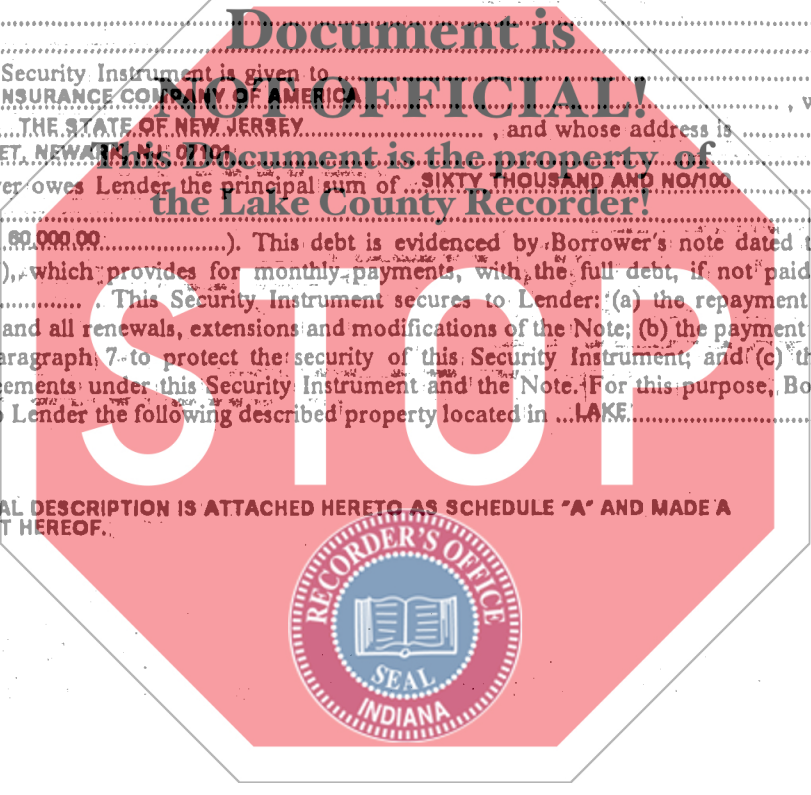 Document is
Security Instrument is given to
NSURANCE COMPANY OF AMERICA
NOT OFFICIAL!
THE STATE OF NEW JERSEY , and whose address is
ET, NEWARK, NJ 07101
This Document is the property of
er owes Lender the principal sum of SIXTY THOUSAND AND NO/100
the Lake County Recorder!
60,000.00 ). This debt is evidenced by Borrower's note dated t
), which provides for monthly payments, with the full debt, if not paid
. This Security Instrument secures to Lender: (a) the repayment
and all renewals, extensions and modifications of the Note; (b) the payment
aragraph 7 to protect the security of this Security Instrument; and (c) th
eements under this Security Instrument and the Note. For this purpose, Bo
o Lender the following described property located in LAKE
STOP
AL DESCRIPTION IS ATTACHED HERETO AS SCHEDULE "A" AND MADE A
T HEREOF.
RECORDER'S OFFICE
SEAL
INDIANA